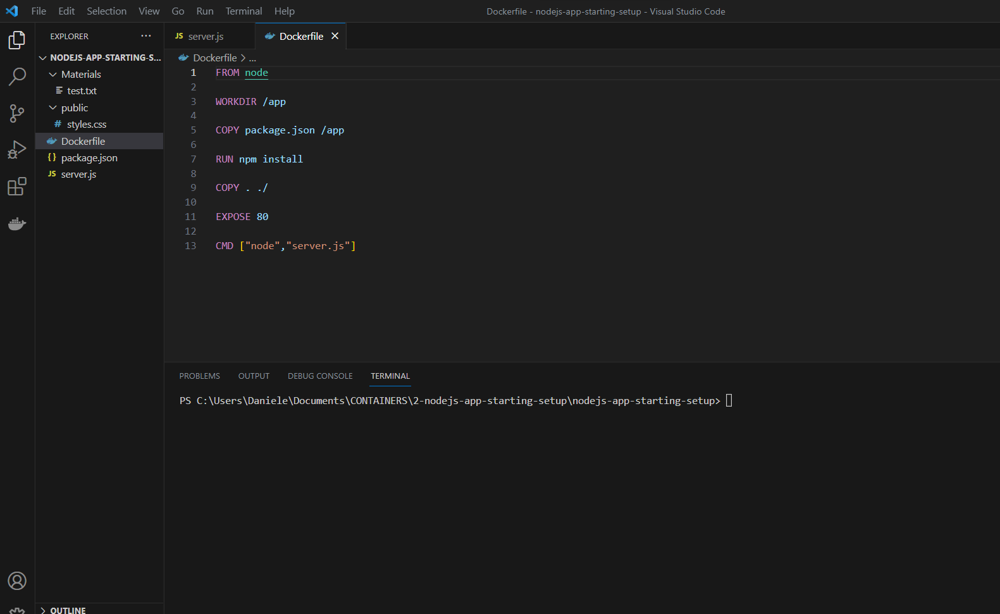 File Edit Selection View Go Run Terminal Help
Dockerfile - nodejs-app-starting-setup - Visual Studio Code
EXPLORER
NODEJS-APP-STARTING-S...
Materials
test.txt
public
# styles.css
Dockerfile
{} package.json
JS server.js
JS server.js
Dockerfile
Dockerfile > ...
1 FROM node
2
3 WORKDIR /app
4
5 COPY package.json /app
6
7 RUN npm install
8
9 COPY . ./
10
11 EXPOSE 80
12
13 CMD ["node","server.js"]
PROBLEMS OUTPUT DEBUG CONSOLE TERMINAL
PS C:\Users\Daniele\Documents\CONTAINERS\2-nodejs-app-starting-setup\nodejs-app-starting-setup>
OUTLINE